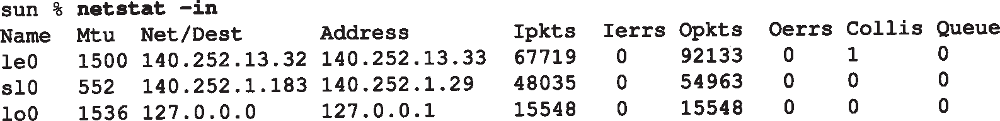 sun % netstat -in
Name Mtu Net/Dest Address Ipkts Ierrs Opkts Oerrs Collis Queue
le0 1500 140.252.13.32 140.252.13.33 67719 0 92133 0 1 0
sl0 552 140.252.1.183 140.252.1.29 48035 0 54963 0 0 0
lo0 1536 127.0.0.0 127.0.0.1 15548 0 15548 0 0 0